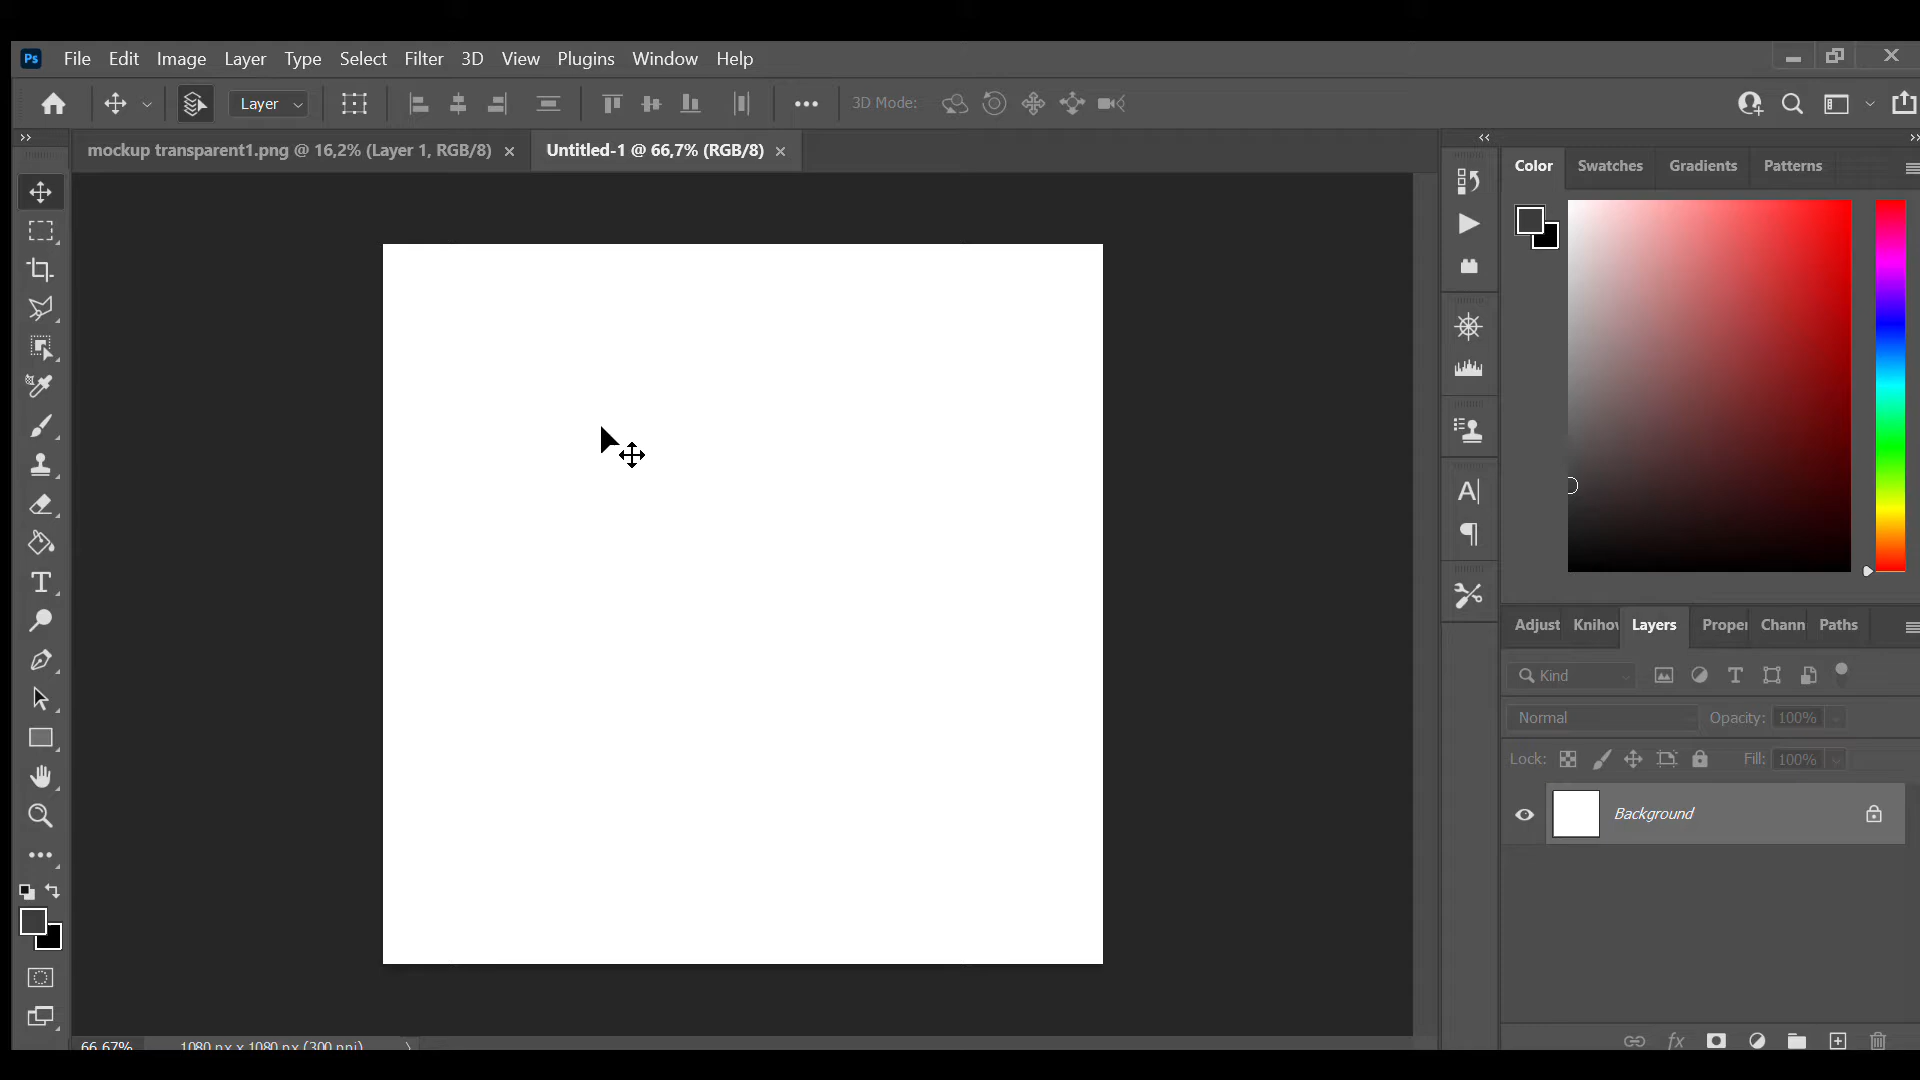 Ps File Edit Image Layer Type Select Filter 3D View Plugins Window Help
Layer 3D Mode:
mockup transparent1.png @ 16,2% (Layer 1, RGB/8) Untitled-1 @ 66,7% (RGB/8)
Color Swatches Gradients Patterns
Adjust Knihov Layers Proper Chann Paths
Kind
Normal Opacity: 100%
Lock: Fill: 100%
Background
66,67% 1080 px x 1080 px (300 ppi)